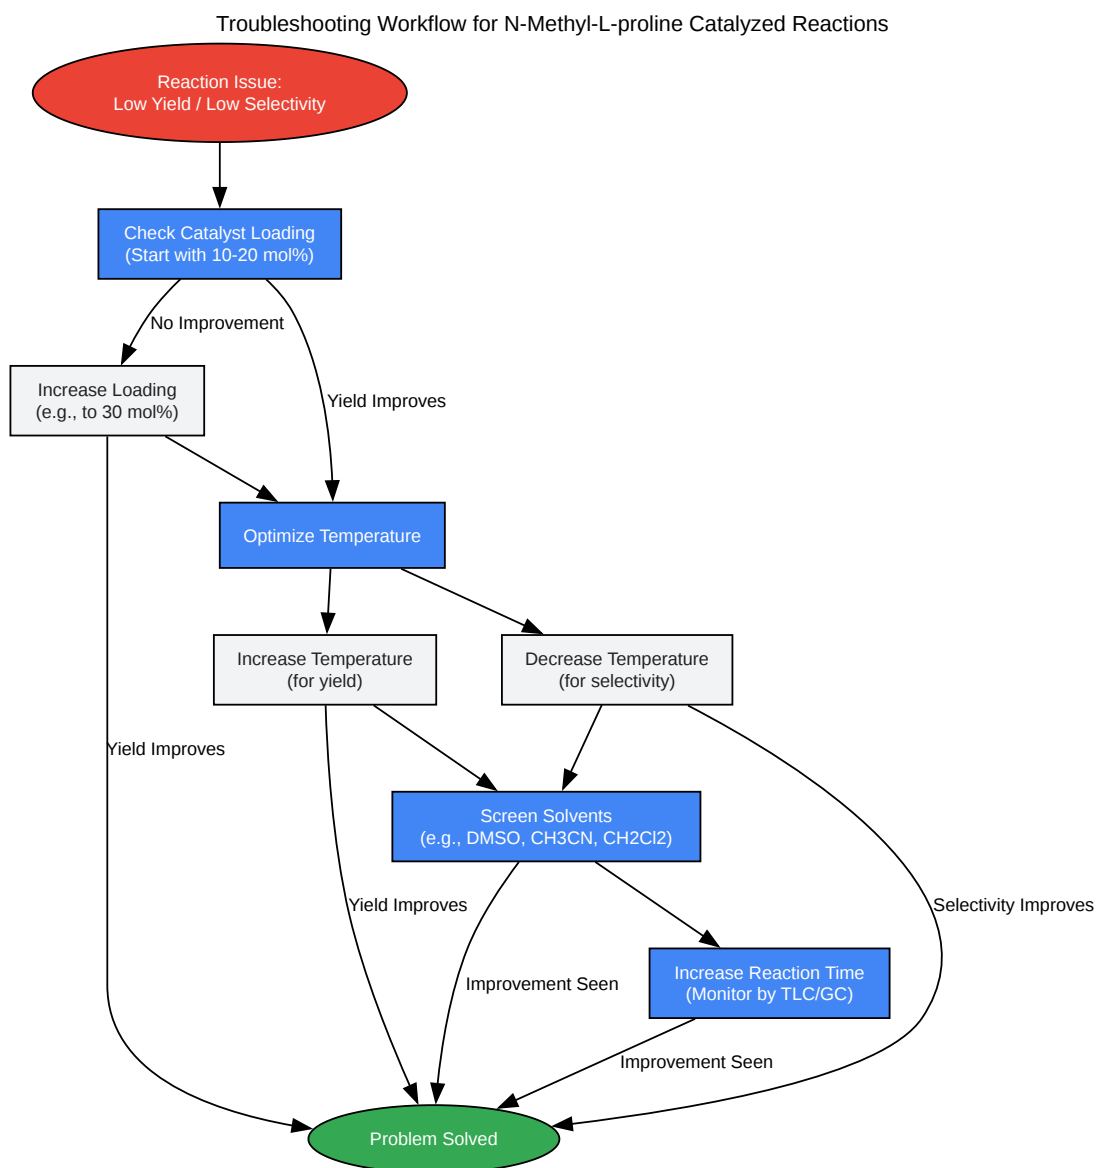 Troubleshooting Workflow for N-Methyl-L-proline Catalyzed Reactions
Reaction Issue:
Low Yield / Low Selectivity
Check Catalyst Loading
(Start with 10-20 mol%)
No Improvement
Increase Loading
(e.g., to 30 mol%)
Yield Improves
Optimize Temperature
Increase Temperature
(for yield)
Decrease Temperature
(for selectivity)
Yield Improves
Screen Solvents
(e.g., DMSO, CH3CN, CH2Cl2)
Yield Improves
Selectivity Improves
Increase Reaction Time
(Monitor by TLC/GC)
Improvement Seen
Improvement Seen
Problem Solved